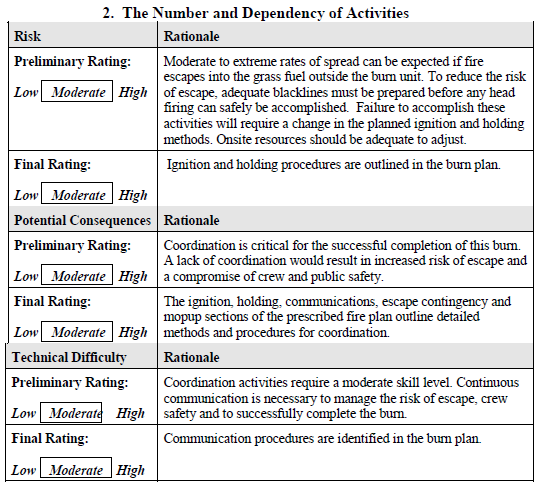 2. The Number and Dependency of Activities
Risk
Rationale
Preliminary Rating:
Low Moderate High
Moderate to extreme rates of spread can be expected if fire
escapes into the grass fuel outside the burn unit. To reduce the risk
of escape, adequate blacklines must be prepared before any head
firing can safely be accomplished. Failure to accomplish these
activities will require a change in the planned ignition and holding
methods. Onsite resources should be adequate to adjust.
Final Rating:
Low Moderate High
Ignition and holding procedures are outlined in the burn plan.
Potential Consequences
Rationale
Preliminary Rating:
Low Moderate High
Coordination is critical for the successful completion of this burn.
A lack of coordination would result in increased risk of escape and
a compromise of crew and public safety.
Final Rating:
Low Moderate High
The ignition, holding, communications, escape contingency and
mopup sections of the prescribed fire plan outline detailed
methods and procedures for coordination.
Technical Difficulty
Rationale
Preliminary Rating:
Low Moderate High
Coordination activities require a moderate skill level. Continuous
communication is necessary to manage the risk of escape, crew
safety and to successfully complete the burn.
Final Rating:
Low Moderate High
Communication procedures are identified in the burn plan.